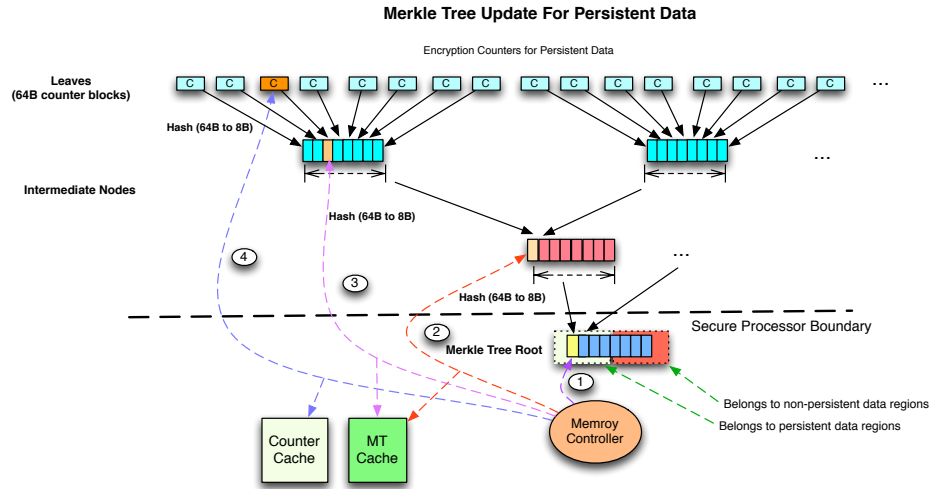 Merkle Tree Update For Persistent Data
Encryption Counters for Persistent Data
Leaves
(64B counter blocks)
C C C C C C C C C C C C C C C C ...
Hash (64B to 8B)
...
Intermediate Nodes
Hash (64B to 8B)
4
3
...
Hash (64B to 8B)
2
Secure Processor Boundary
Merkle Tree Root
1
Belongs to non-persistent data regions
Belongs to persistent data regions
Counter
Cache
MT
Cache
Memroy
Controller